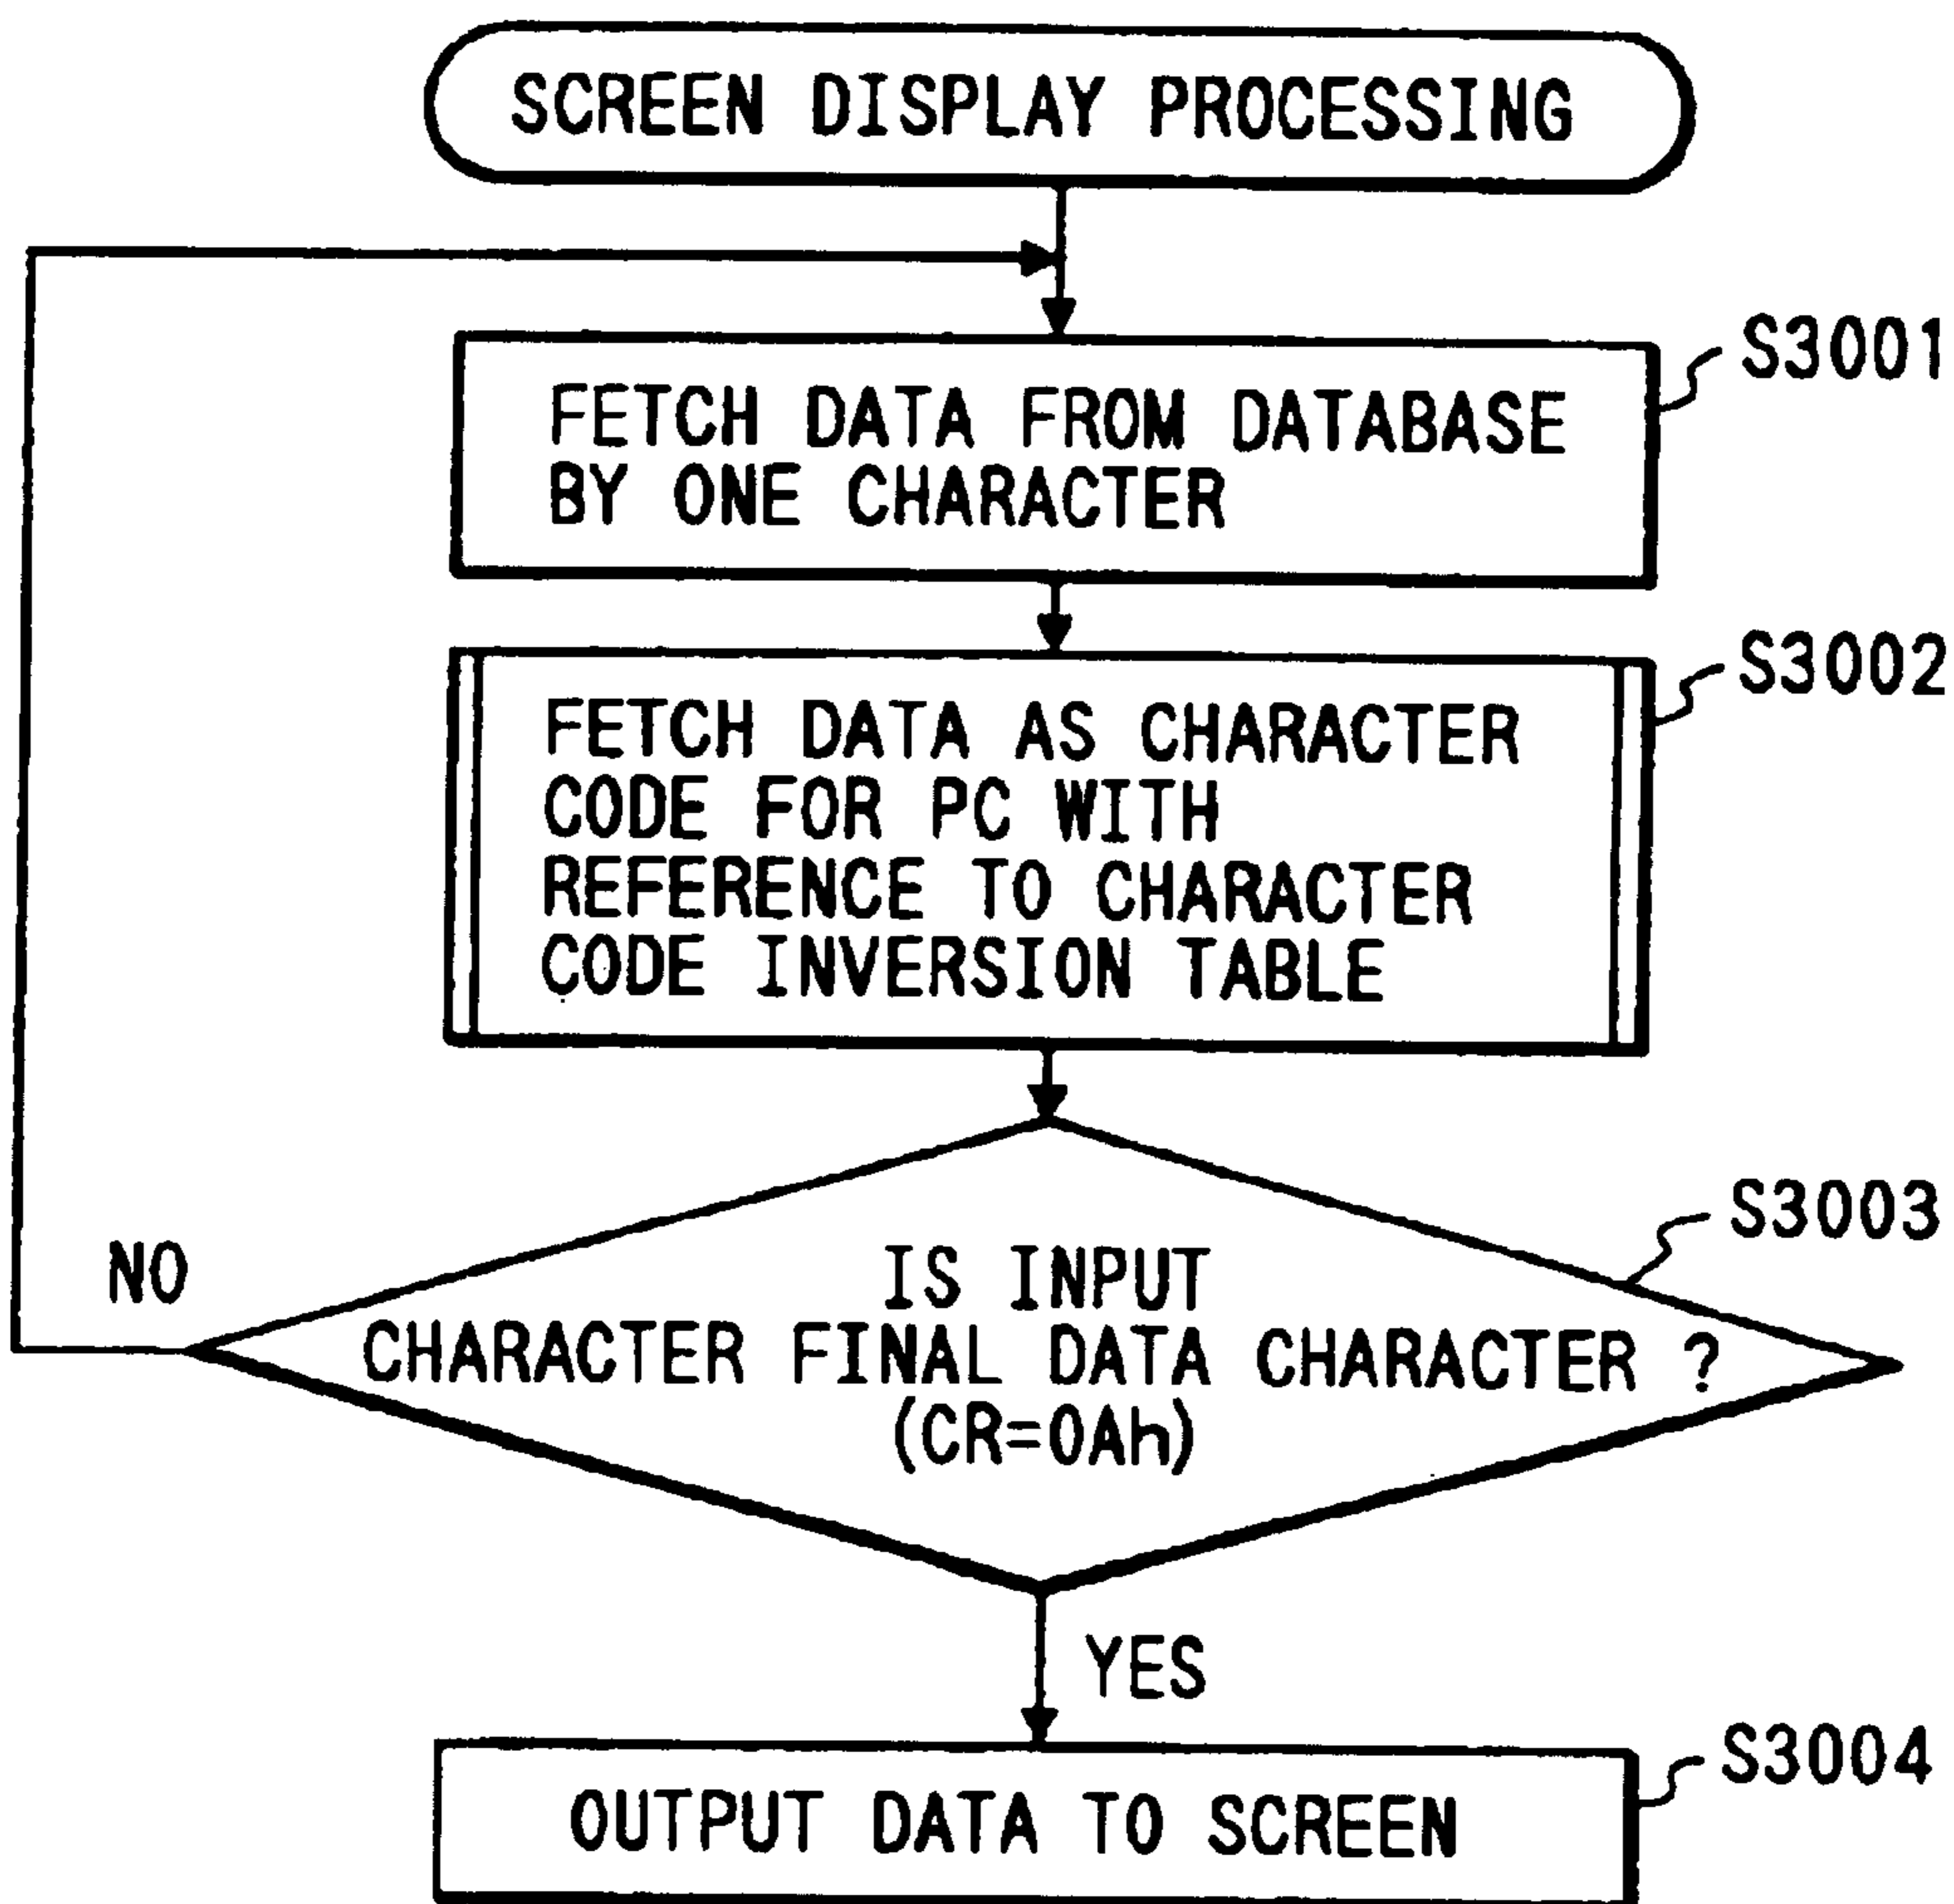 SCREEN DISPLAY PROCESSING
S3001
FETCH DATA FROM DATABASE
BY ONE CHARACTER
S3002
FETCH DATA AS CHARACTER
CODE FOR PC WITH
REFERENCE TO CHARACTER
CODE INVERSION TABLE
S3003
NO
IS INPUT
CHARACTER FINAL DATA CHARACTER ?
(CR=0Ah)
YES
S3004
OUTPUT DATA TO SCREEN